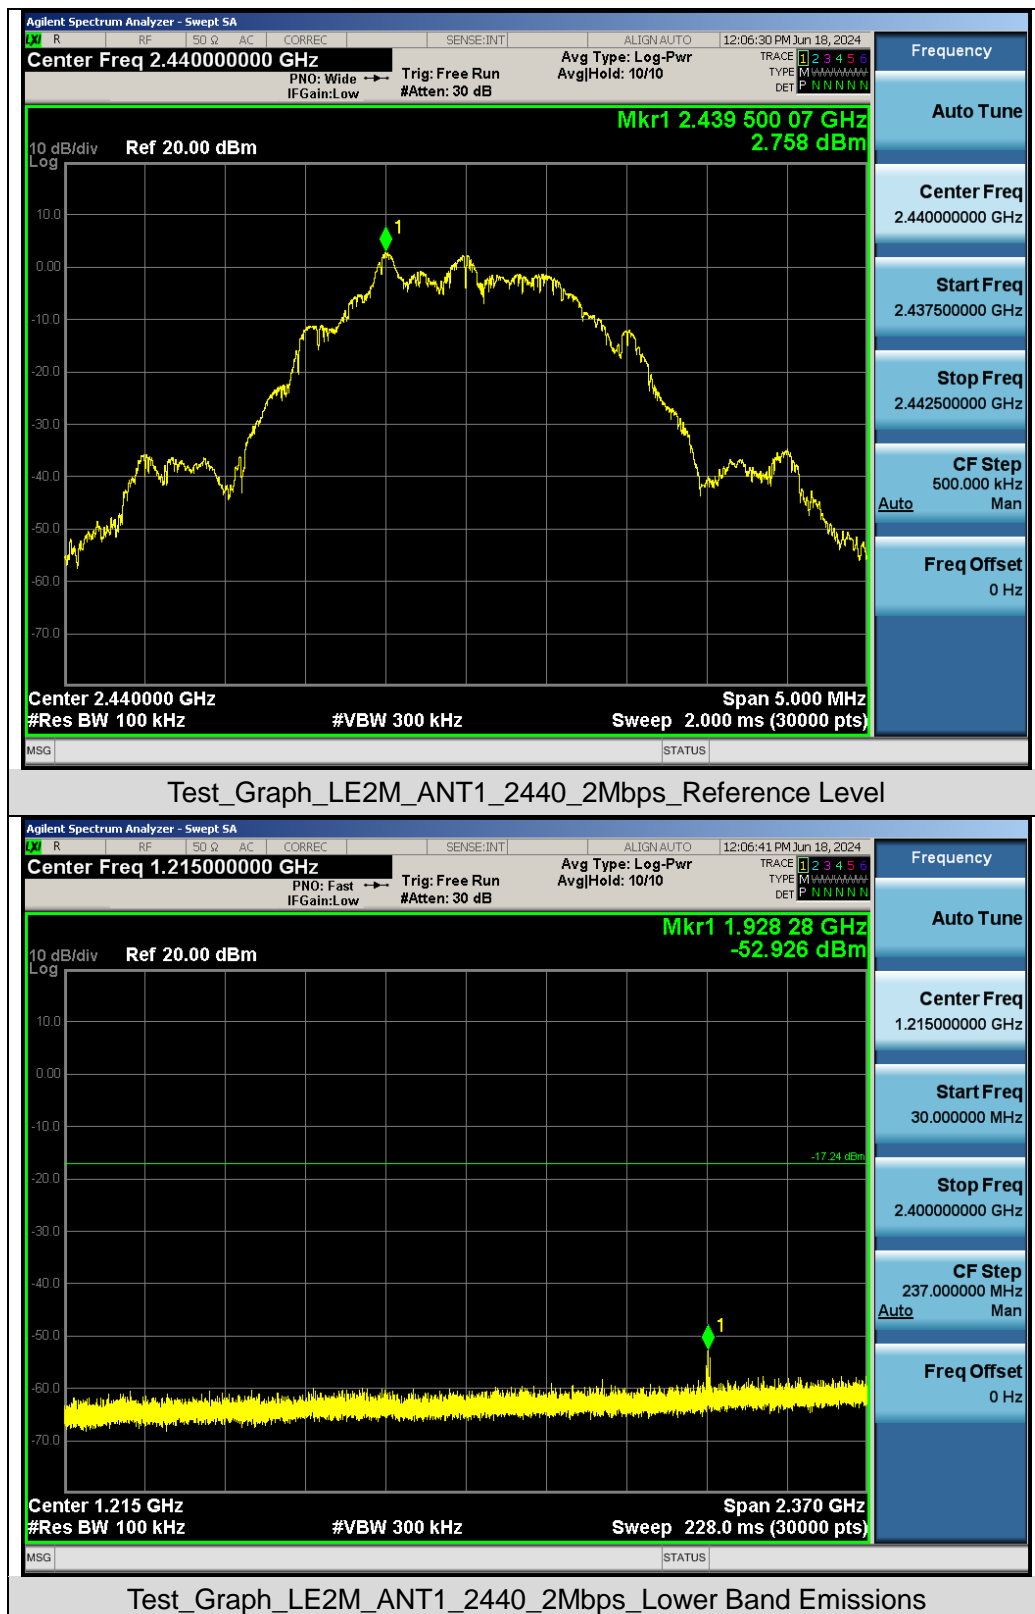 Agilent Spectrum Analyzer - Swept SA
LXI R RF 50 Ω AC CORREC SENSE:INT ALIGN AUTO 12:06:30 PM Jun 18, 2024
Center Freq 2.440000000 GHz
PNO: Wide
IFGain:Low
Trig: Free Run
#Atten: 30 dB
Avg Type: Log-Pwr
Avg|Hold: 10/10
TRACE 1 2 3 4 5 6
TYPE M WWWWW
DET P N N N N N
Mkr1 2.439 500 07 GHz
2.758 dBm
10 dB/div Ref 20.00 dBm
Log
10.0
0.00
-10.0
-20.0
-30.0
-40.0
-50.0
-60.0
-70.0
1
Center 2.440000 GHz Span 5.000 MHz
#Res BW 100 kHz #VBW 300 kHz Sweep 2.000 ms (30000 pts)
MSG STATUS
Frequency
Auto Tune
Center Freq
2.440000000 GHz
Start Freq
2.437500000 GHz
Stop Freq
2.442500000 GHz
CF Step
500.000 kHz
Auto Man
Freq Offset
0 Hz
Test_Graph_LE2M_ANT1_2440_2Mbps_Reference Level
Agilent Spectrum Analyzer - Swept SA
LXI R RF 50 Ω AC CORREC SENSE:INT ALIGN AUTO 12:06:41 PM Jun 18, 2024
Center Freq 1.215000000 GHz
PNO: Fast
IFGain:Low
Trig: Free Run
#Atten: 30 dB
Avg Type: Log-Pwr
Avg|Hold: 10/10
TRACE 1 2 3 4 5 6
TYPE M WWWWW
DET P N N N N N
Mkr1 1.928 28 GHz
-52.926 dBm
10 dB/div Ref 20.00 dBm
Log
10.0
0.00
-10.0
-20.0
-30.0
-40.0
-50.0
-60.0
-70.0
-17.24 dBm
1
Center 1.215 GHz Span 2.370 GHz
#Res BW 100 kHz #VBW 300 kHz Sweep 228.0 ms (30000 pts)
MSG STATUS
Frequency
Auto Tune
Center Freq
1.215000000 GHz
Start Freq
30.000000 MHz
Stop Freq
2.400000000 GHz
CF Step
237.000000 MHz
Auto Man
Freq Offset
0 Hz
Test_Graph_LE2M_ANT1_2440_2Mbps_Lower Band Emissions